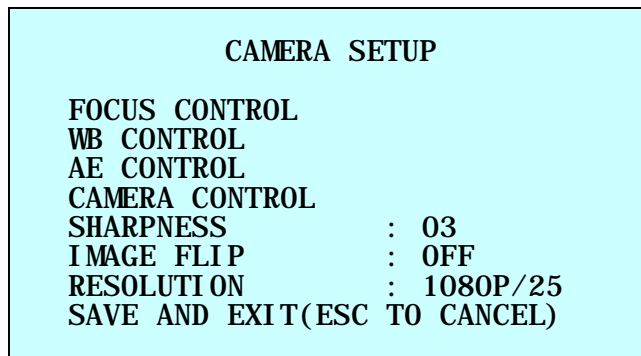 CAMERA SETUP
FOCUS CONTROL
WB CONTROL
AE CONTROL
CAMERA CONTROL
SHARPNESS : 03
IMAGE FLIP : OFF
RESOLUTION : 1080P/25
SAVE AND EXIT(ESC TO CANCEL)